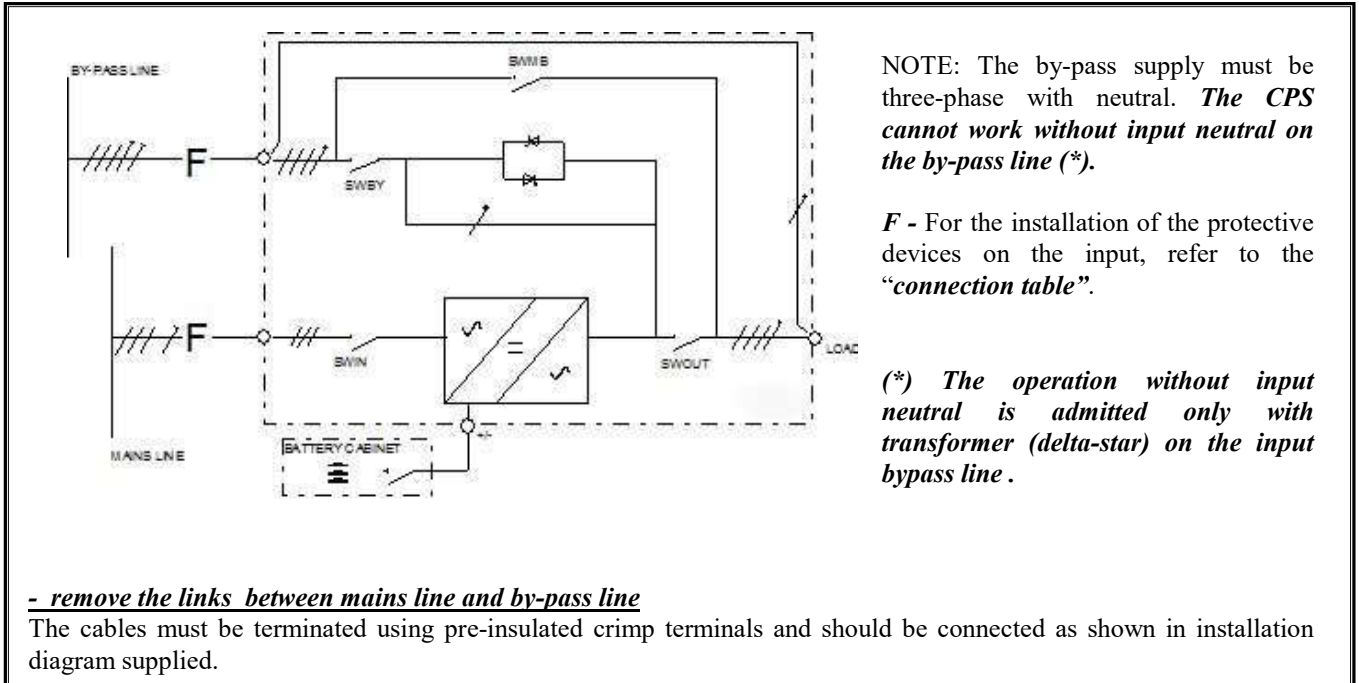 BY-PASS LINE
SWMB
F
SWBY
F
SWIN
SWOUT
LOAD
+/-
MAINS LINE
BATTERY CABINET
NOTE: The by-pass supply must be
three-phase with neutral. The CPS
cannot work without input neutral on
the by-pass line (*).
F - For the installation of the protective
devices on the input, refer to the
“connection table”.
(*) The operation without input
neutral is admitted only with
transformer (delta-star) on the input
bypass line .
- remove the links between mains line and by-pass line
The cables must be terminated using pre-insulated crimp terminals and should be connected as shown in installation
diagram supplied.